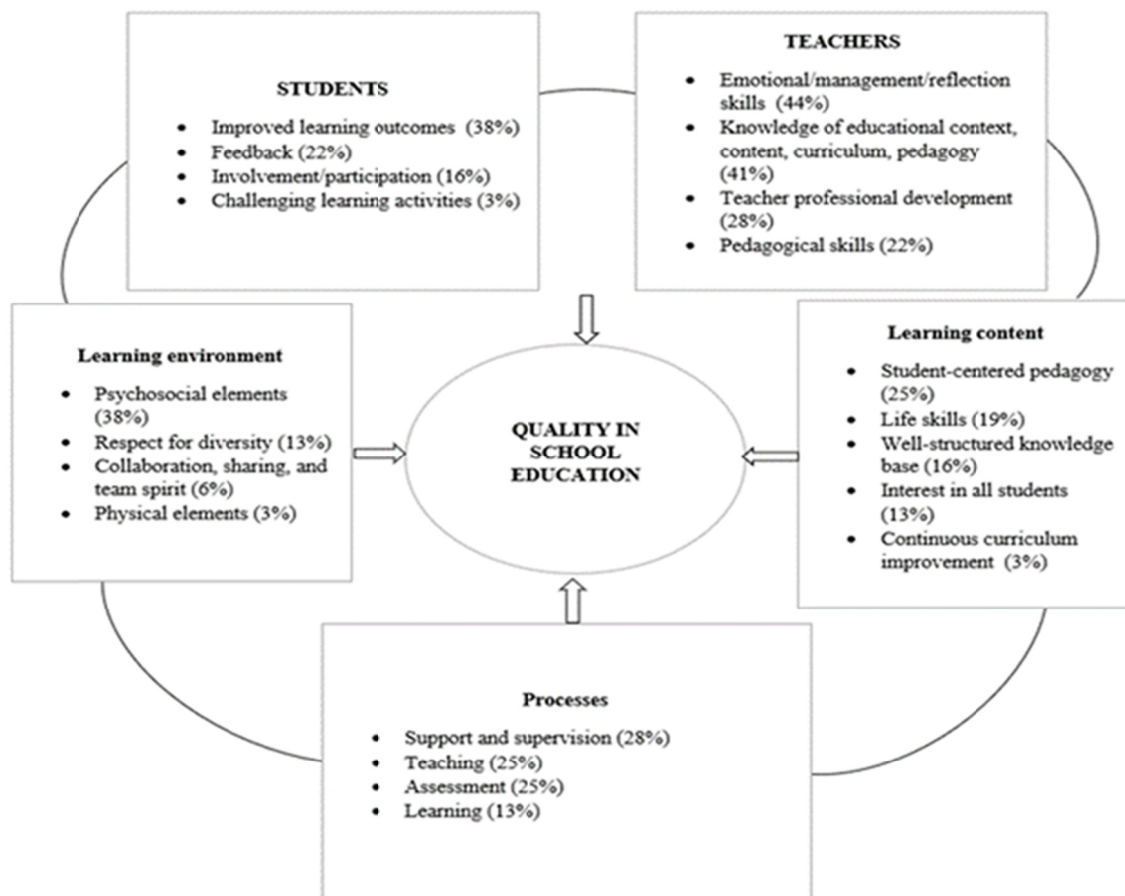 STUDENTS
• Improved learning outcomes (38%)
• Feedback (22%)
• Involvement/participation (16%)
• Challenging learning activities (3%)
TEACHERS
• Emotional/management/reflection
skills (44%)
• Knowledge of educational context,
content, curriculum, pedagogy
(41%)
• Teacher professional development
(28%)
• Pedagogical skills (22%)
Learning environment
• Psychosocial elements
(38%)
• Respect for diversity (13%)
• Collaboration, sharing, and
team spirit (6%)
• Physical elements (3%)
QUALITY IN
SCHOOL
EDUCATION
Learning content
• Student-centered pedagogy
(25%)
• Life skills (19%)
• Well-structured knowledge
base (16%)
• Interest in all students
(13%)
• Continuous curriculum
improvement (3%)
Processes
• Support and supervision (28%)
• Teaching (25%)
• Assessment (25%)
• Learning (13%)